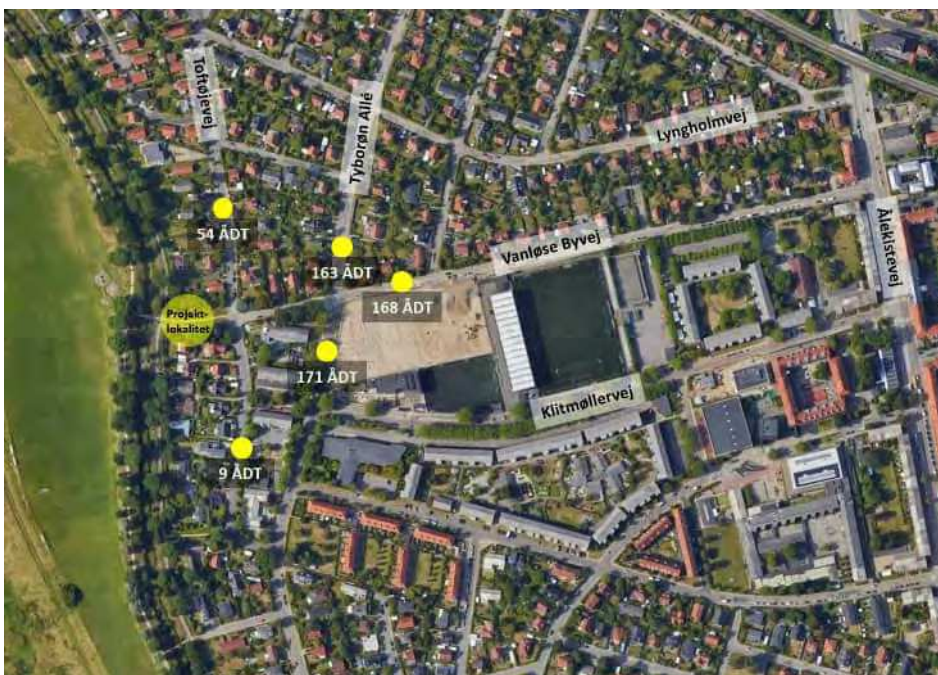 Toftøjevej
Tyborøn Allé
Lyngholmvej
Ålekistevej
54 ÅDT
163 ÅDT
Vanløse Byvej
168 ÅDT
Projekt-
lokalitet
171 ÅDT
Klitmøllervej
9 ÅDT